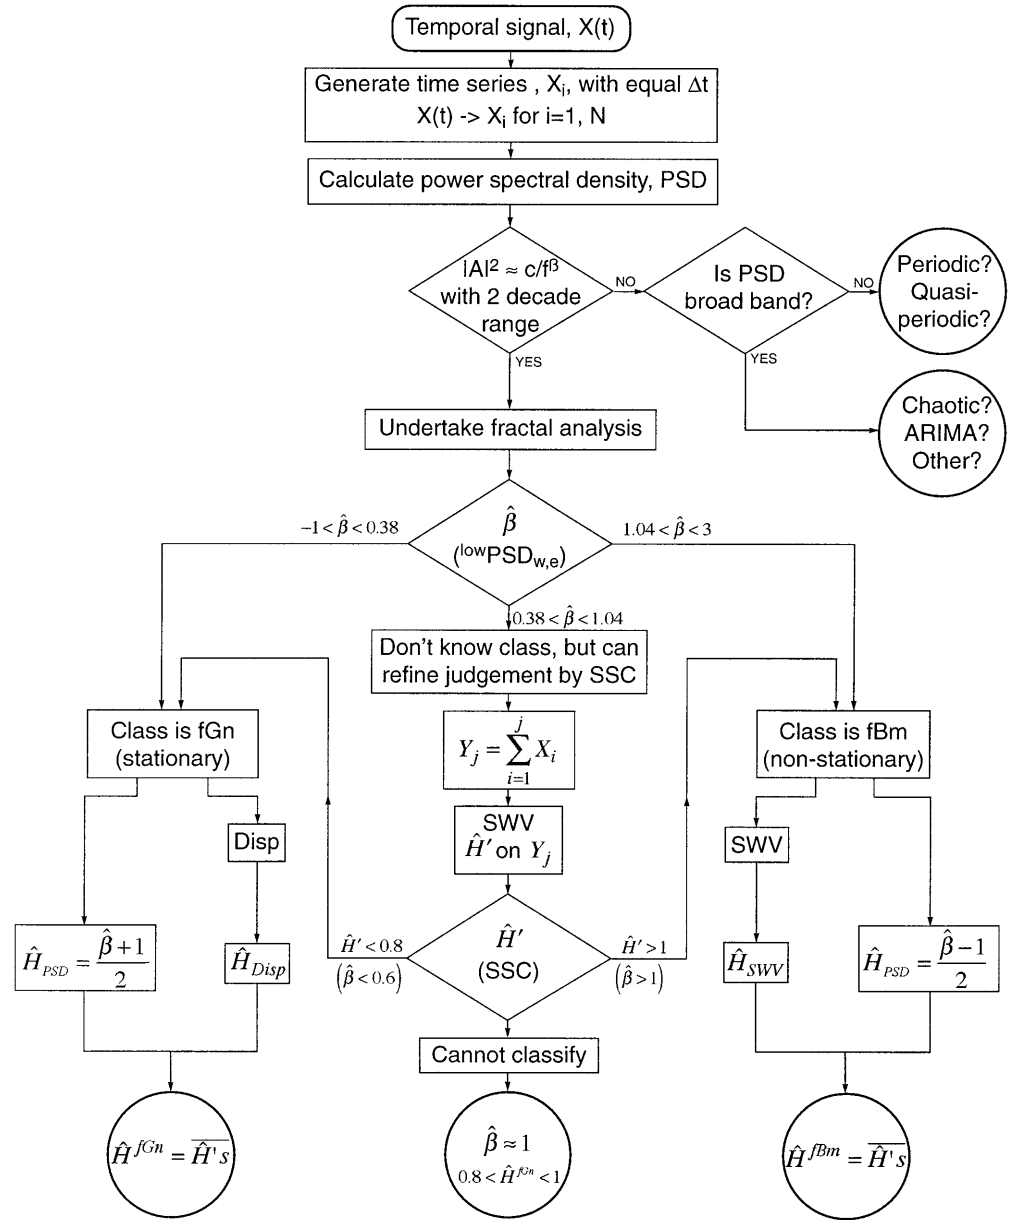 Temporal signal, X(t)
Generate time series , Xᵢ, with equal Δt
X(t) -> Xᵢ for i=1, N
Calculate power spectral density, PSD
|A|² ≈ c/f^β
with 2 decade
range
NO
Is PSD
broad band?
NO
Periodic?
Quasi-
periodic?
YES
YES
Chaotic?
ARIMA?
Other?
Undertake fractal analysis
−1 < β̂ < 0.38
β̂
(ˡᵒʷPSD_w,e)
1.04 < β̂ < 3
0.38 < β̂ < 1.04
Don't know class, but can
refine judgement by SSC
Class is fGn
(stationary)
Y_j = ∑_{i=1}^{j} X_i
Class is fBm
(non-stationary)
Disp
SWV
Ĥ′ on Y_j
SWV
Ĥ_PSD = (β̂+1)/2
Ĥ_Disp
Ĥ′ < 0.8
(β̂ < 0.6)
Ĥ′
(SSC)
Ĥ′ > 1
(β̂ > 1)
Ĥ_SWV
Ĥ_PSD = (β̂−1)/2
Cannot classify
Ĥ^fGn = \overline{Ĥ's}
β̂ ≈ 1
0.8 < Ĥ^fGn < 1
Ĥ^fBm = \overline{Ĥ's}